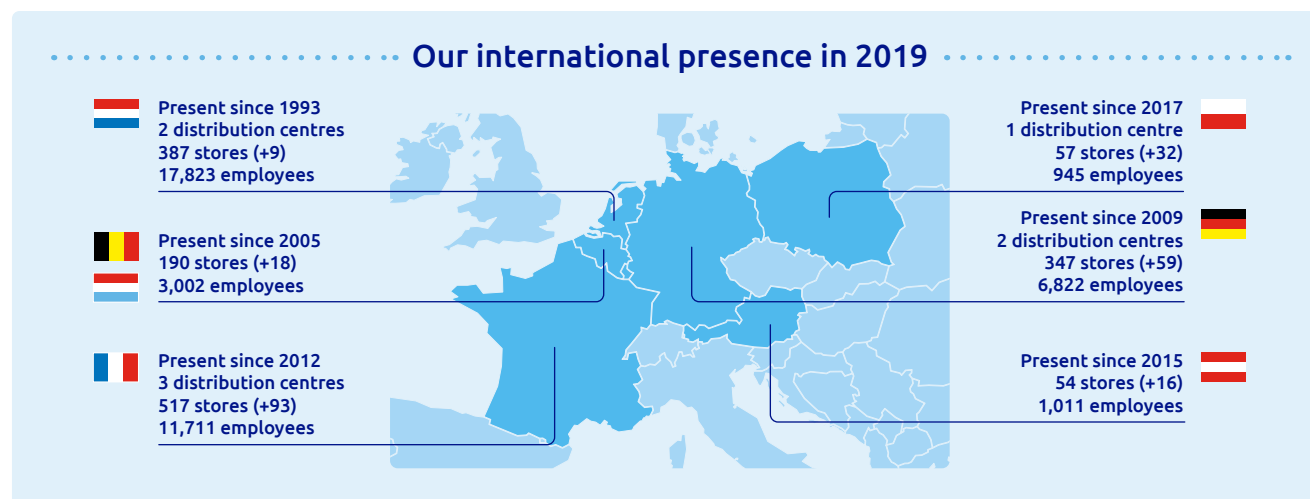 Our international presence in 2019
Present since 1993
2 distribution centres
387 stores (+9)
17,823 employees
Present since 2005
190 stores (+18)
3,002 employees
Present since 2012
3 distribution centres
517 stores (+93)
11,711 employees
Present since 2017
1 distribution centre
57 stores (+32)
945 employees
Present since 2009
2 distribution centres
347 stores (+59)
6,822 employees
Present since 2015
54 stores (+16)
1,011 employees